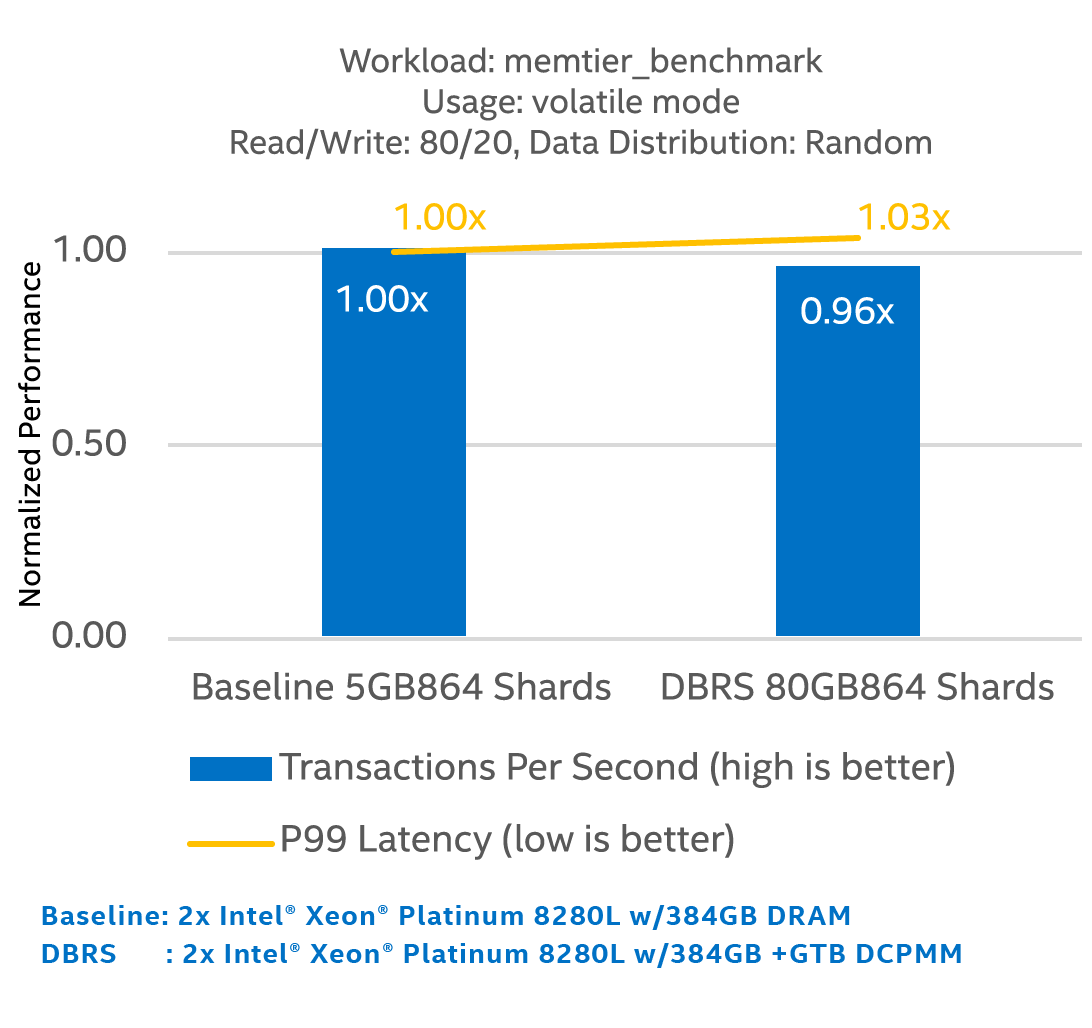 Workload: memtier_benchmark
Usage: volatile mode
Read/Write: 80/20, Data Distribution: Random
1.00x
1.03x
1.00
1.00x
0.96x
Normalized Performance
0.50
0.00
Baseline 5GB864 Shards
DBRS 80GB864 Shards
Transactions Per Second (high is better)
P99 Latency (low is better)
Baseline: 2x Intel® Xeon® Platinum 8280L w/384GB DRAM
DBRS : 2x Intel® Xeon® Platinum 8280L w/384GB +GTB DCPMM